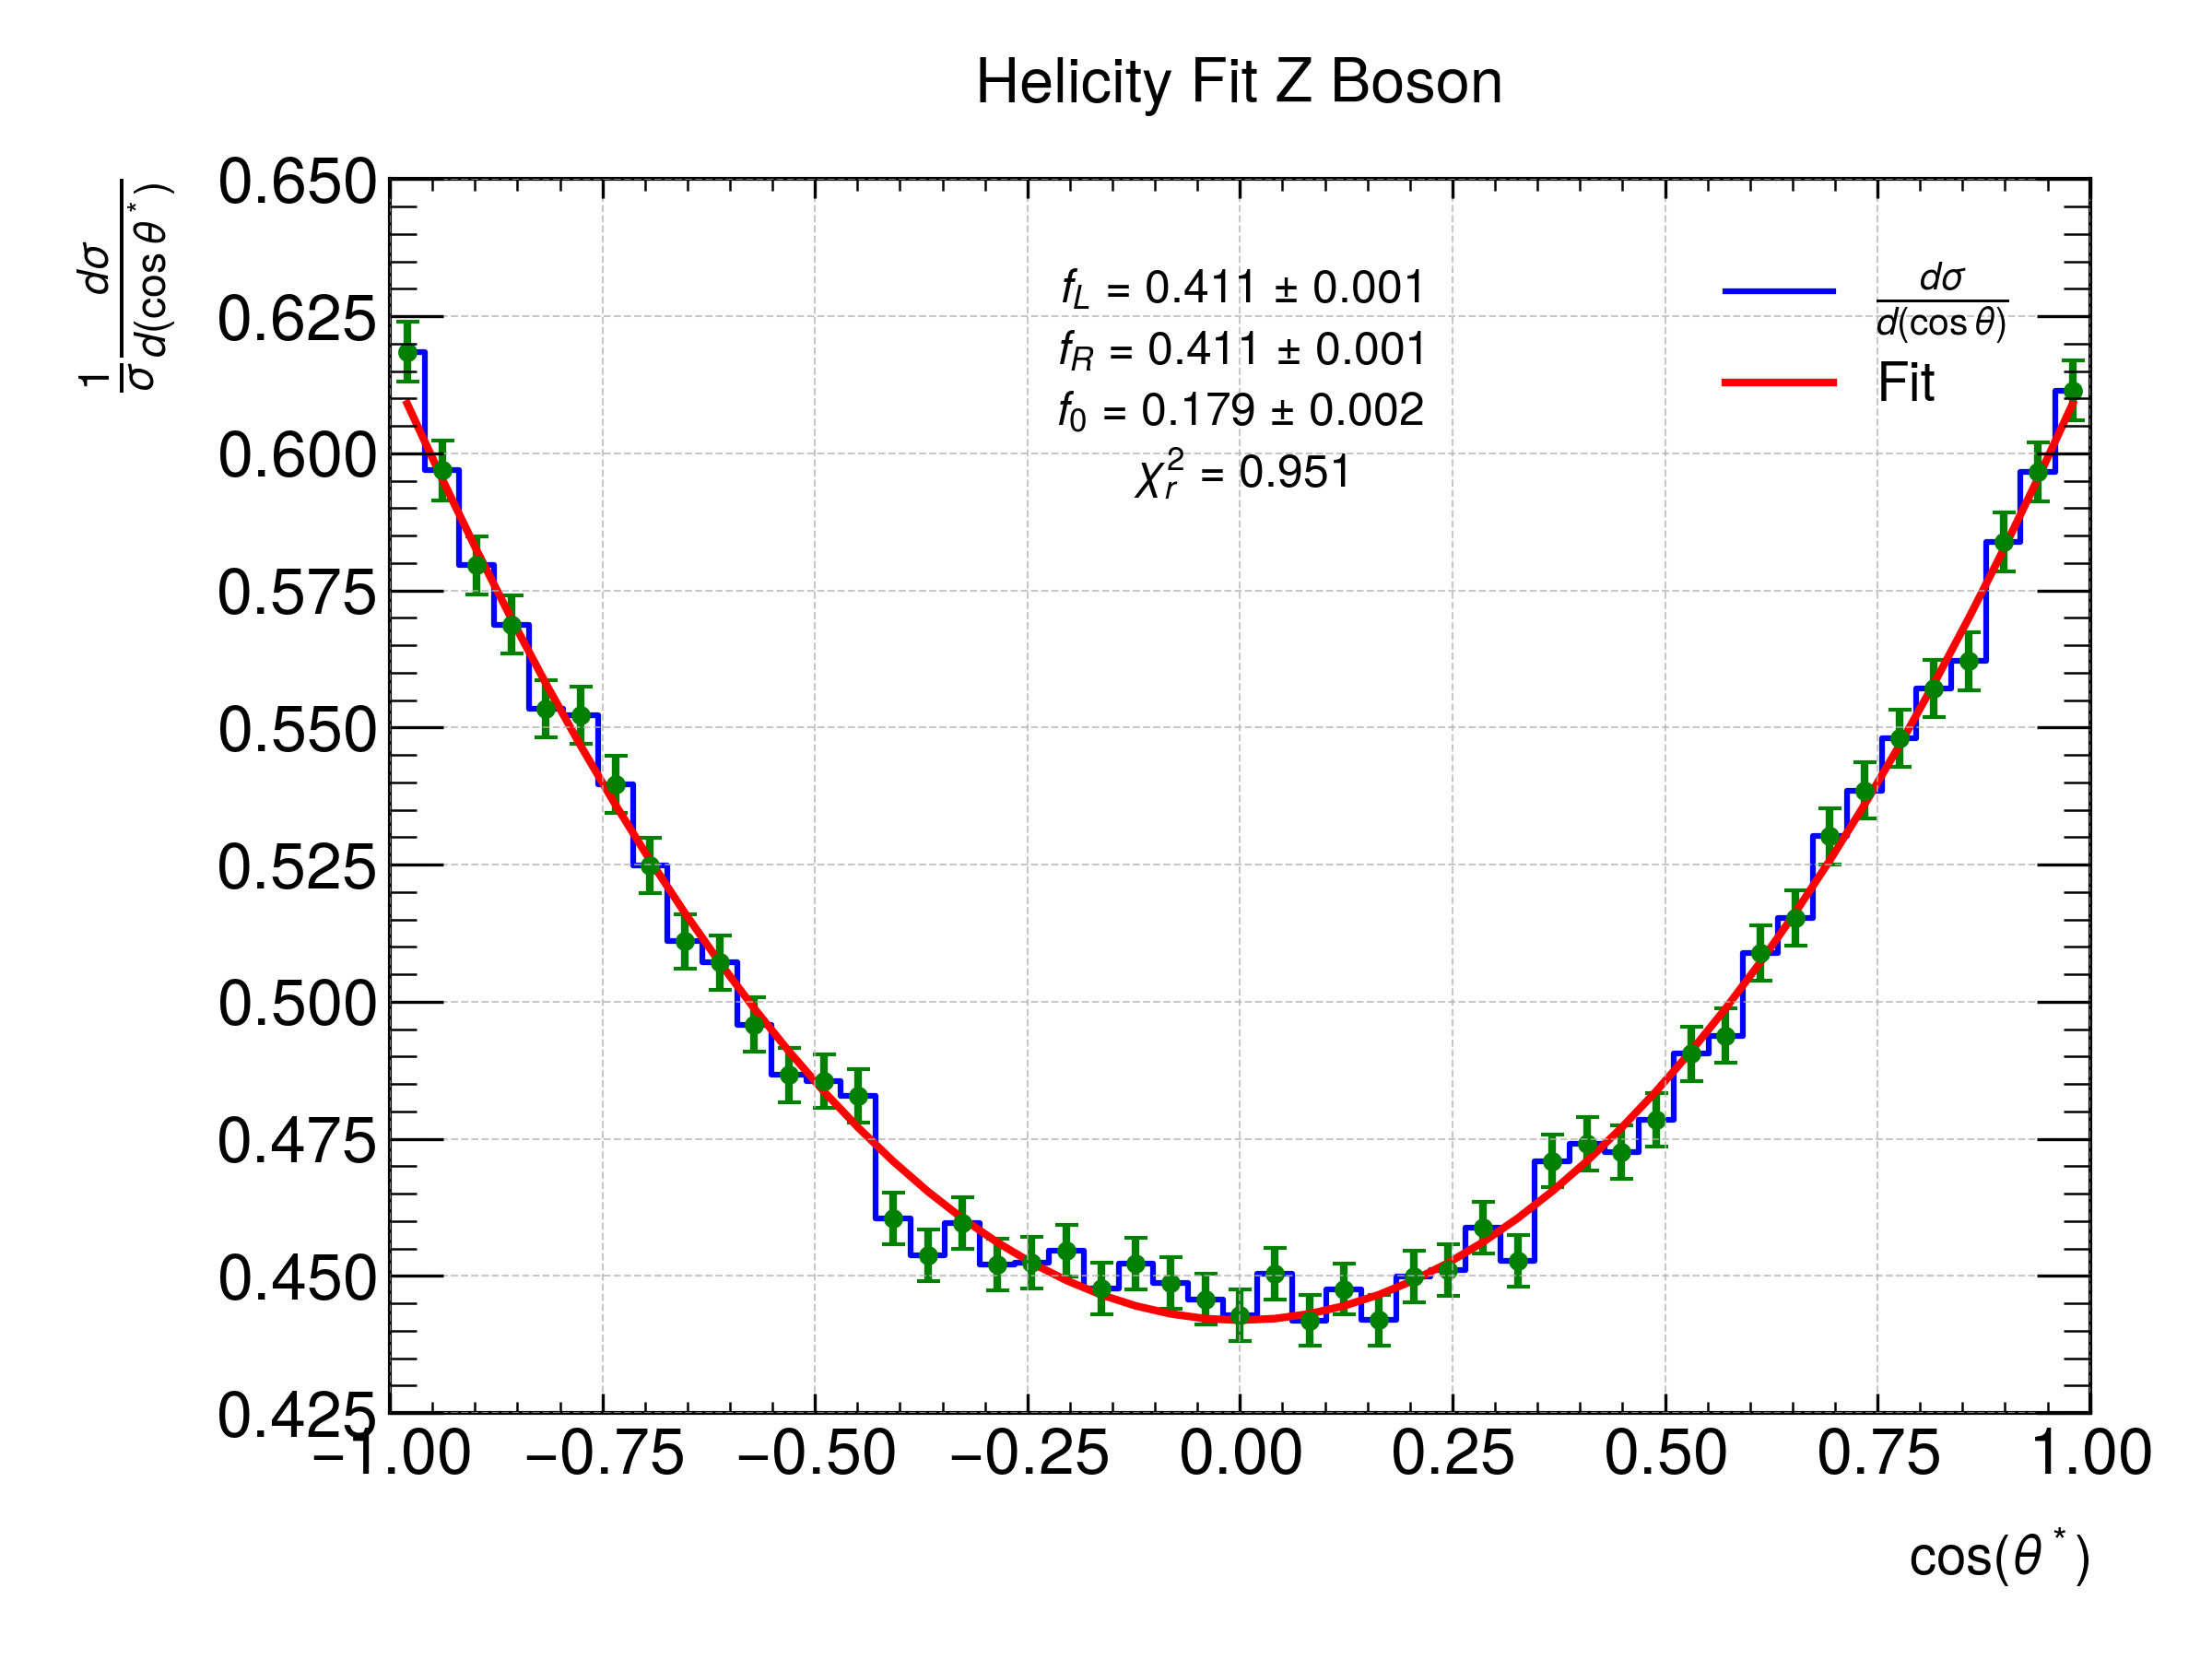 Helicity Fit Z Boson
1/σ dσ/d(cos θ*)
0.650
0.625
0.600
0.575
0.550
0.525
0.500
0.475
0.450
0.425
f_L = 0.411 ± 0.001
f_R = 0.411 ± 0.001
f_0 = 0.179 ± 0.002
χ²_r = 0.951
dσ/d(cos θ)
Fit
−1.00 −0.75 −0.50 −0.25 0.00 0.25 0.50 0.75 1.00
cos(θ*)